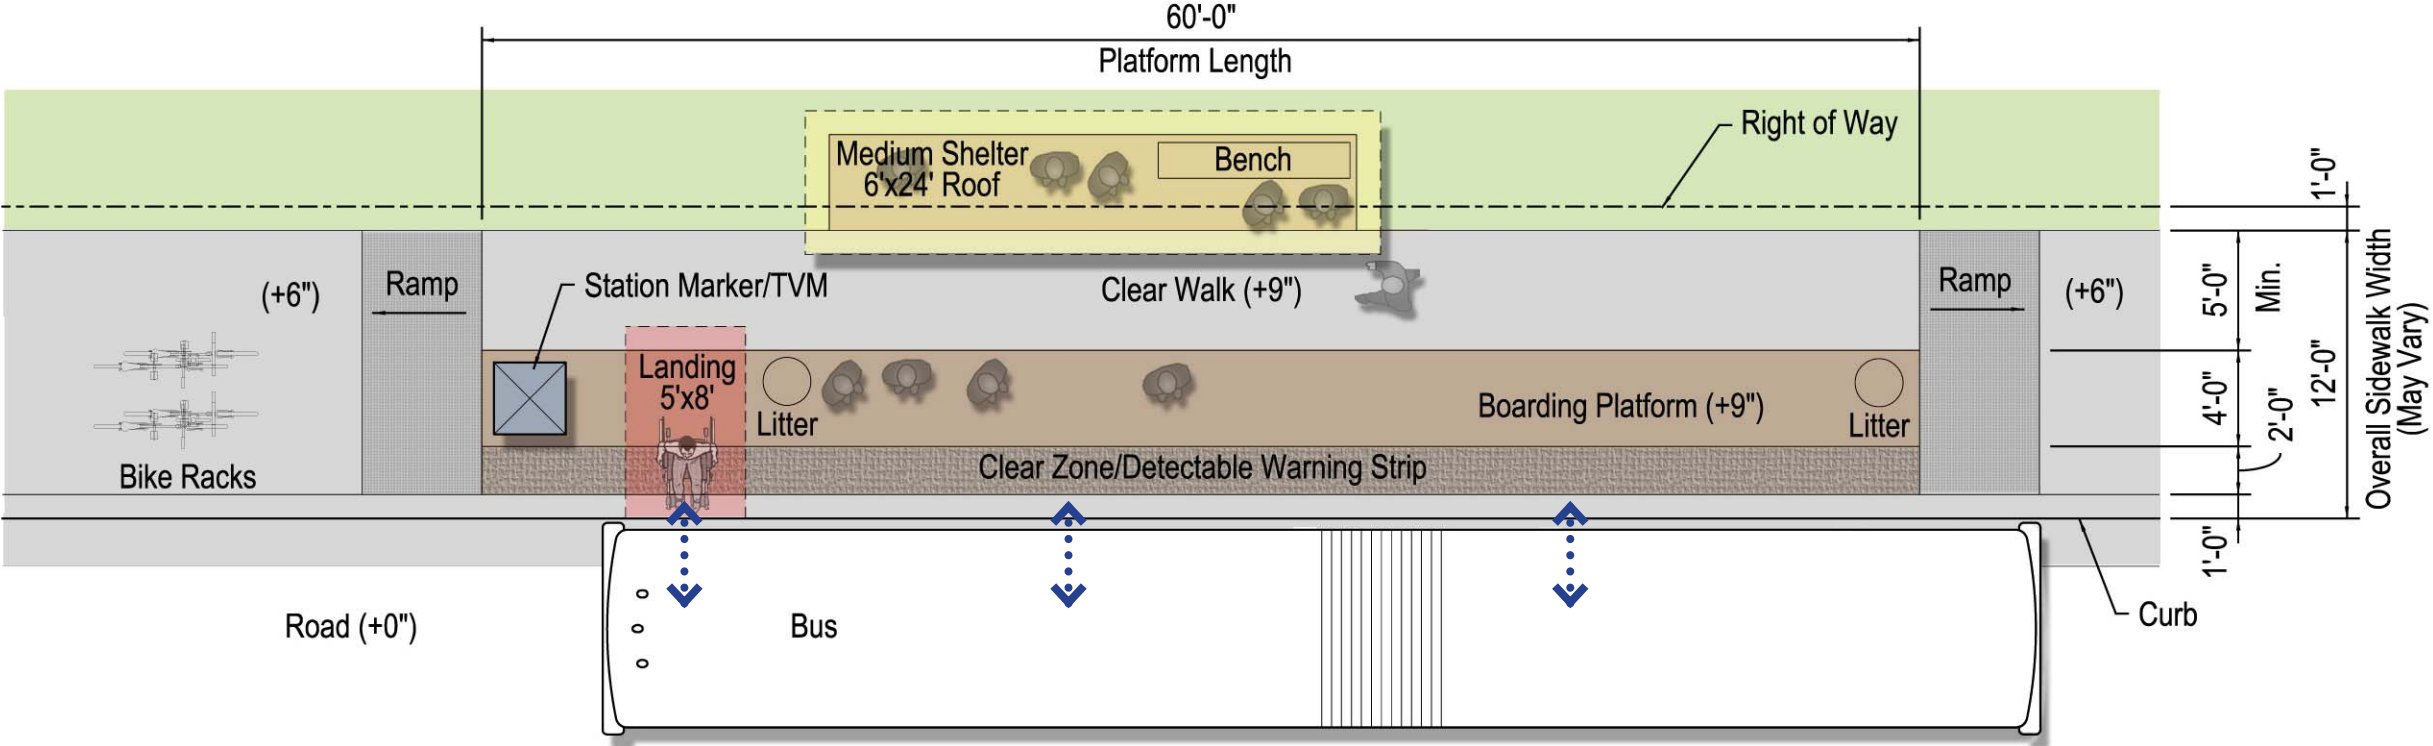 60'-0"
Platform Length
Right of Way
Medium Shelter
6'x24' Roof
Bench
1'-0"
(+6")
Ramp
Station Marker/TVM
Clear Walk (+9")
Ramp
(+6")
5'-0"
Min.
Landing
5'x8'
Litter
Boarding Platform (+9")
Litter
4'-0"
2'-0"
12'-0"
Overall Sidewalk Width
(May Vary)
Bike Racks
Clear Zone/Detectable Warning Strip
1'-0"
Road (+0")
Bus
Curb